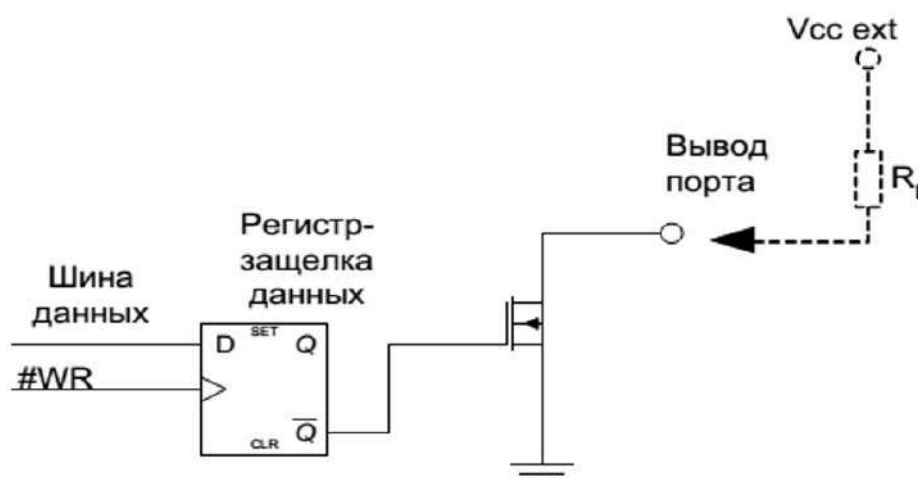 Vcc ext
Вывод
порта
R
Регистр-
защелка
данных
Шина
данных
#WR
D
SET
Q
Q
CLR